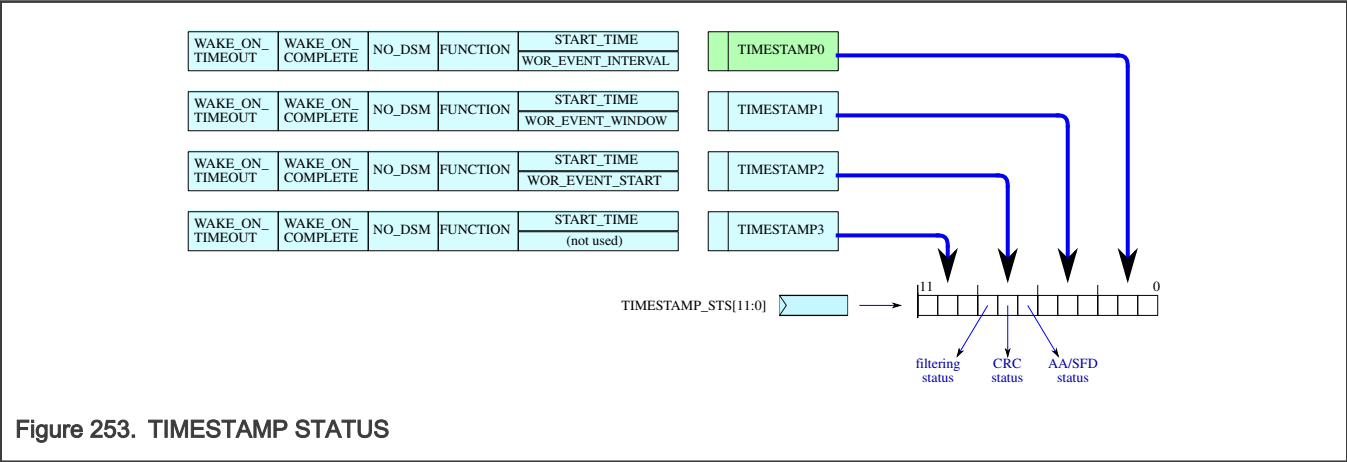 WAKE_ON_ WAKE_ON_ NO_DSM FUNCTION START_TIME TIMESTAMP0
TIMEOUT COMPLETE WOR_EVENT_INTERVAL
WAKE_ON_ WAKE_ON_ NO_DSM FUNCTION START_TIME TIMESTAMP1
TIMEOUT COMPLETE WOR_EVENT_WINDOW
WAKE_ON_ WAKE_ON_ NO_DSM FUNCTION START_TIME TIMESTAMP2
TIMEOUT COMPLETE WOR_EVENT_START
WAKE_ON_ WAKE_ON_ NO_DSM FUNCTION START_TIME TIMESTAMP3
TIMEOUT COMPLETE (not used)
11 0
TIMESTAMP_STS[11:0]
filtering CRC AA/SFD
status status status
Figure 253. TIMESTAMP STATUS